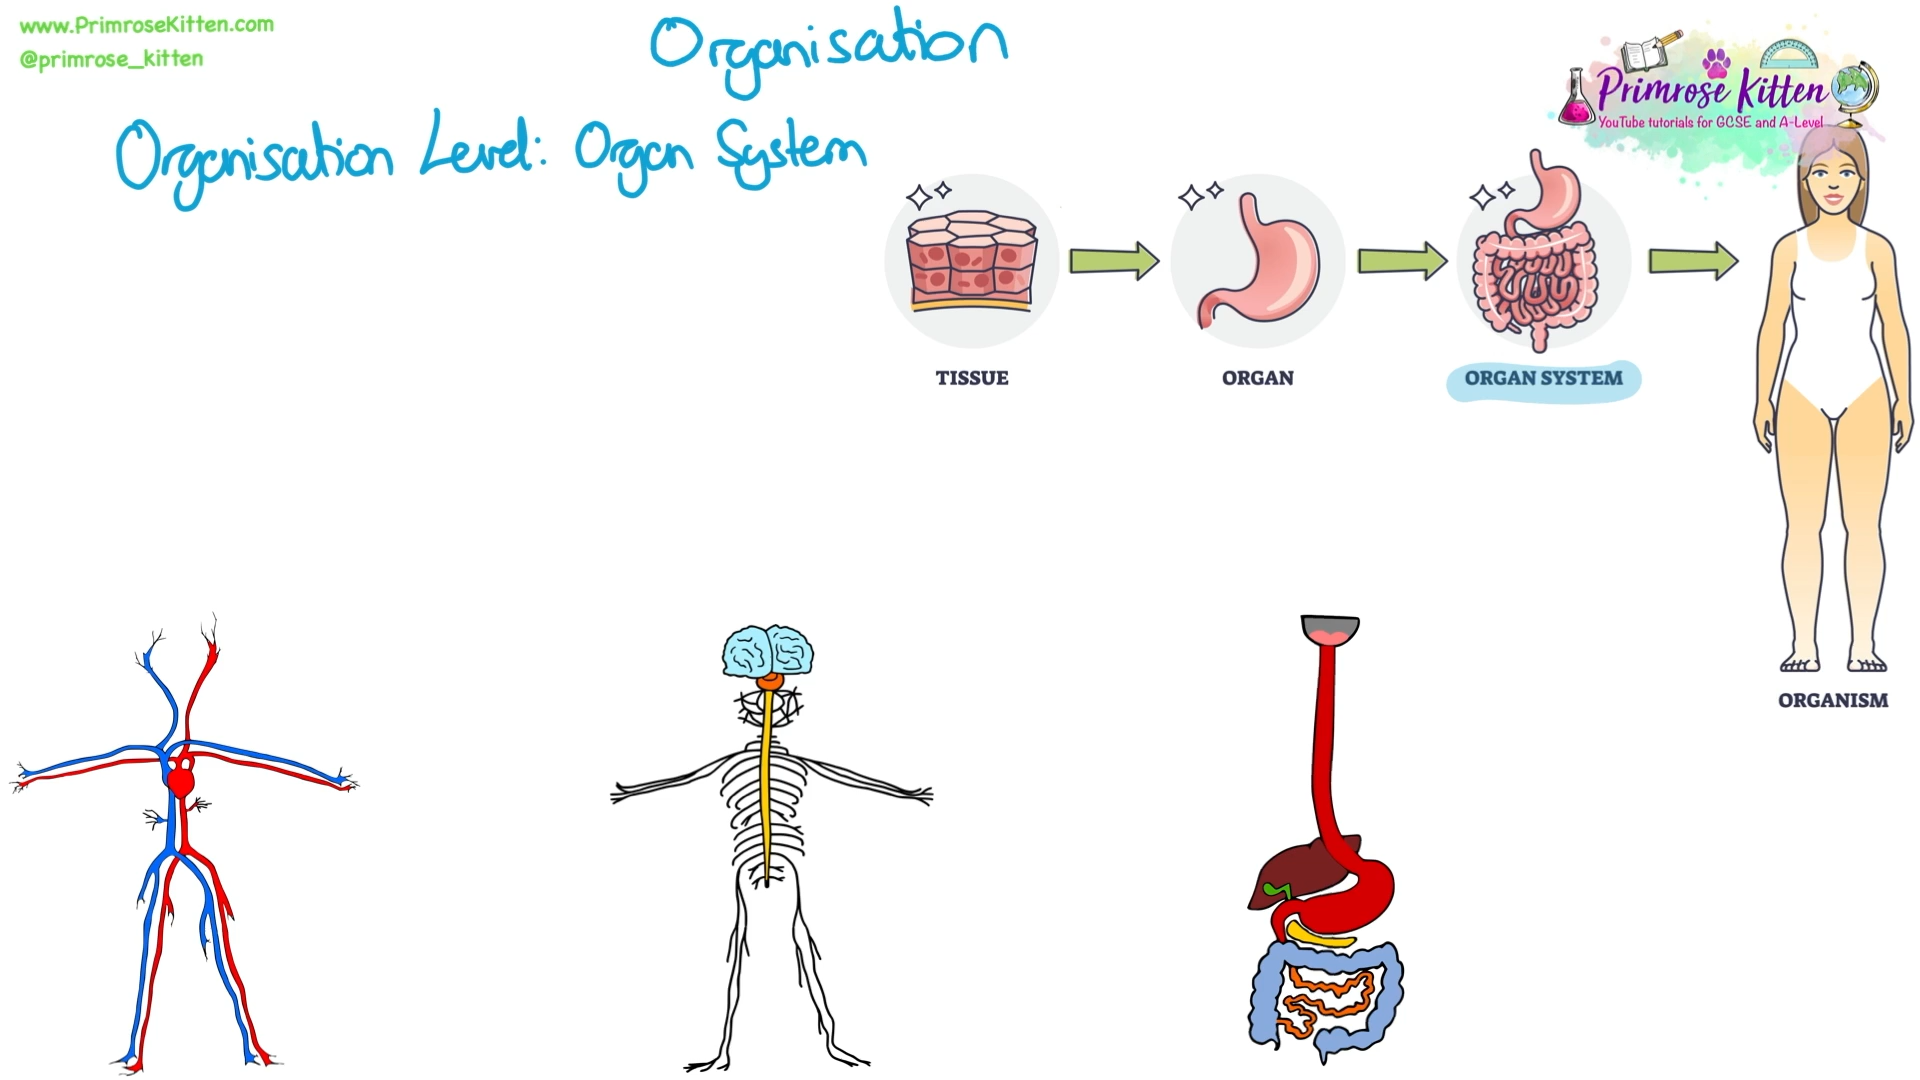 www.PrimroseKitten.com
@primrose_kitten
Organisation
Primrose Kitten
YouTube tutorials for GCSE and A-Level
Organisation Level: Organ System
TISSUE
ORGAN
ORGAN SYSTEM
ORGANISM